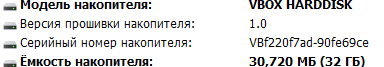 Модель накопителя: VBOX HARDDISK
Версия прошивки накопителя: 1.0
Серийный номер накопителя: VBf220f7ad-90fe69ce
Ёмкость накопителя: 30,720 МБ (32 ГБ)